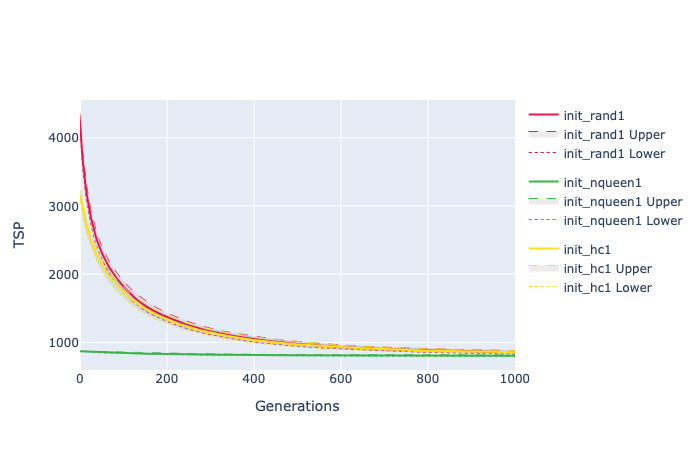 TSP
4000
3000
2000
1000
0
200
400
600
800
1000
Generations
init_rand1
init_rand1 Upper
init_rand1 Lower
init_nqueen1
init_nqueen1 Upper
init_nqueen1 Lower
init_hc1
init_hc1 Upper
init_hc1 Lower